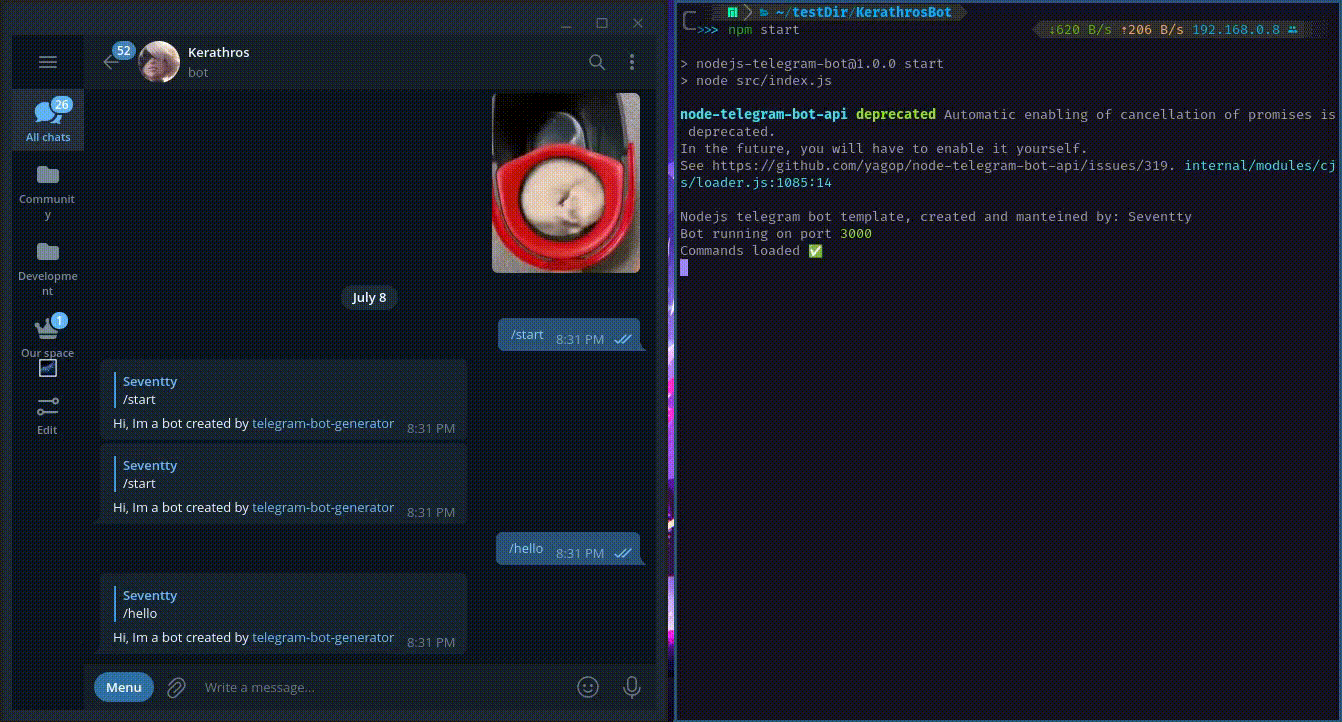 52
Kerathros
bot
26
All chats
Communit
y
Developme
nt
1
Our space
Edit
July 8
/start 8:31 PM
Seventty
/start
Hi, Im a bot created by telegram-bot-generator 8:31 PM
Seventty
/start
Hi, Im a bot created by telegram-bot-generator 8:31 PM
/hello 8:31 PM
Seventty
/hello
Hi, Im a bot created by telegram-bot-generator 8:31 PM
Menu Write a message...
~/testDir/KerathrosBot
>>> npm start ↓620 B/s ↑206 B/s 192.168.0.8
> nodejs-telegram-bot@1.0.0 start
> node src/index.js
node-telegram-bot-api deprecated Automatic enabling of cancellation of promises is
deprecated.
In the future, you will have to enable it yourself.
See https://github.com/yagop/node-telegram-bot-api/issues/319. internal/modules/cj
s/loader.js:1085:14
Nodejs telegram bot template, created and manteined by: Seventty
Bot running on port 3000
Commands loaded ✅